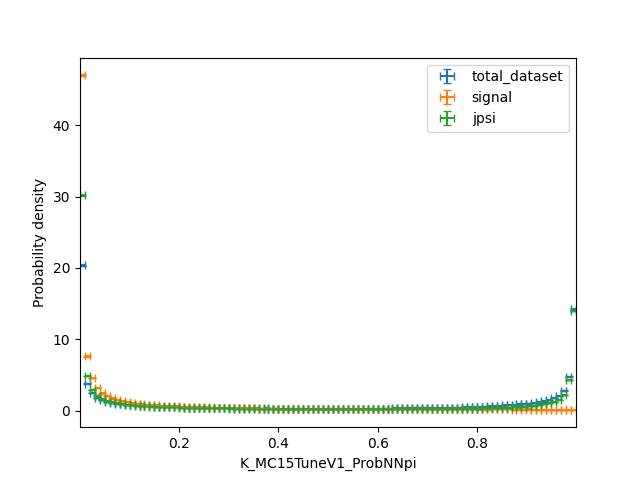 total_dataset
signal
jpsi
Probability density
40
30
20
10
0
0.2
0.4
0.6
0.8
K_MC15TuneV1_ProbNNpi